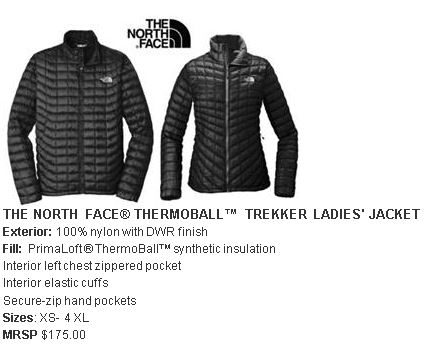 THE
NORTH
FACE
THE NORTH FACE® THERMOBALL™ TREKKER LADIES' JACKET
Exterior: 100% nylon with DWR finish
Fill: PrimaLoft® ThermoBall™ synthetic insulation
Interior left chest zippered pocket
Interior elastic cuffs
Secure-zip hand pockets
Sizes: XS- 4 XL
MRSP $175.00